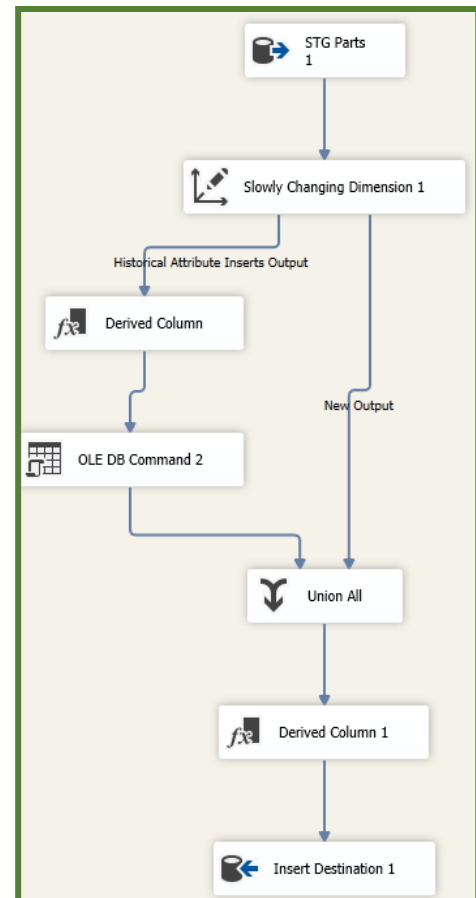 STG Parts
1
Slowly Changing Dimension 1
Historical Attribute Inserts Output
Derived Column
New Output
OLE DB Command 2
Union All
Derived Column 1
Insert Destination 1